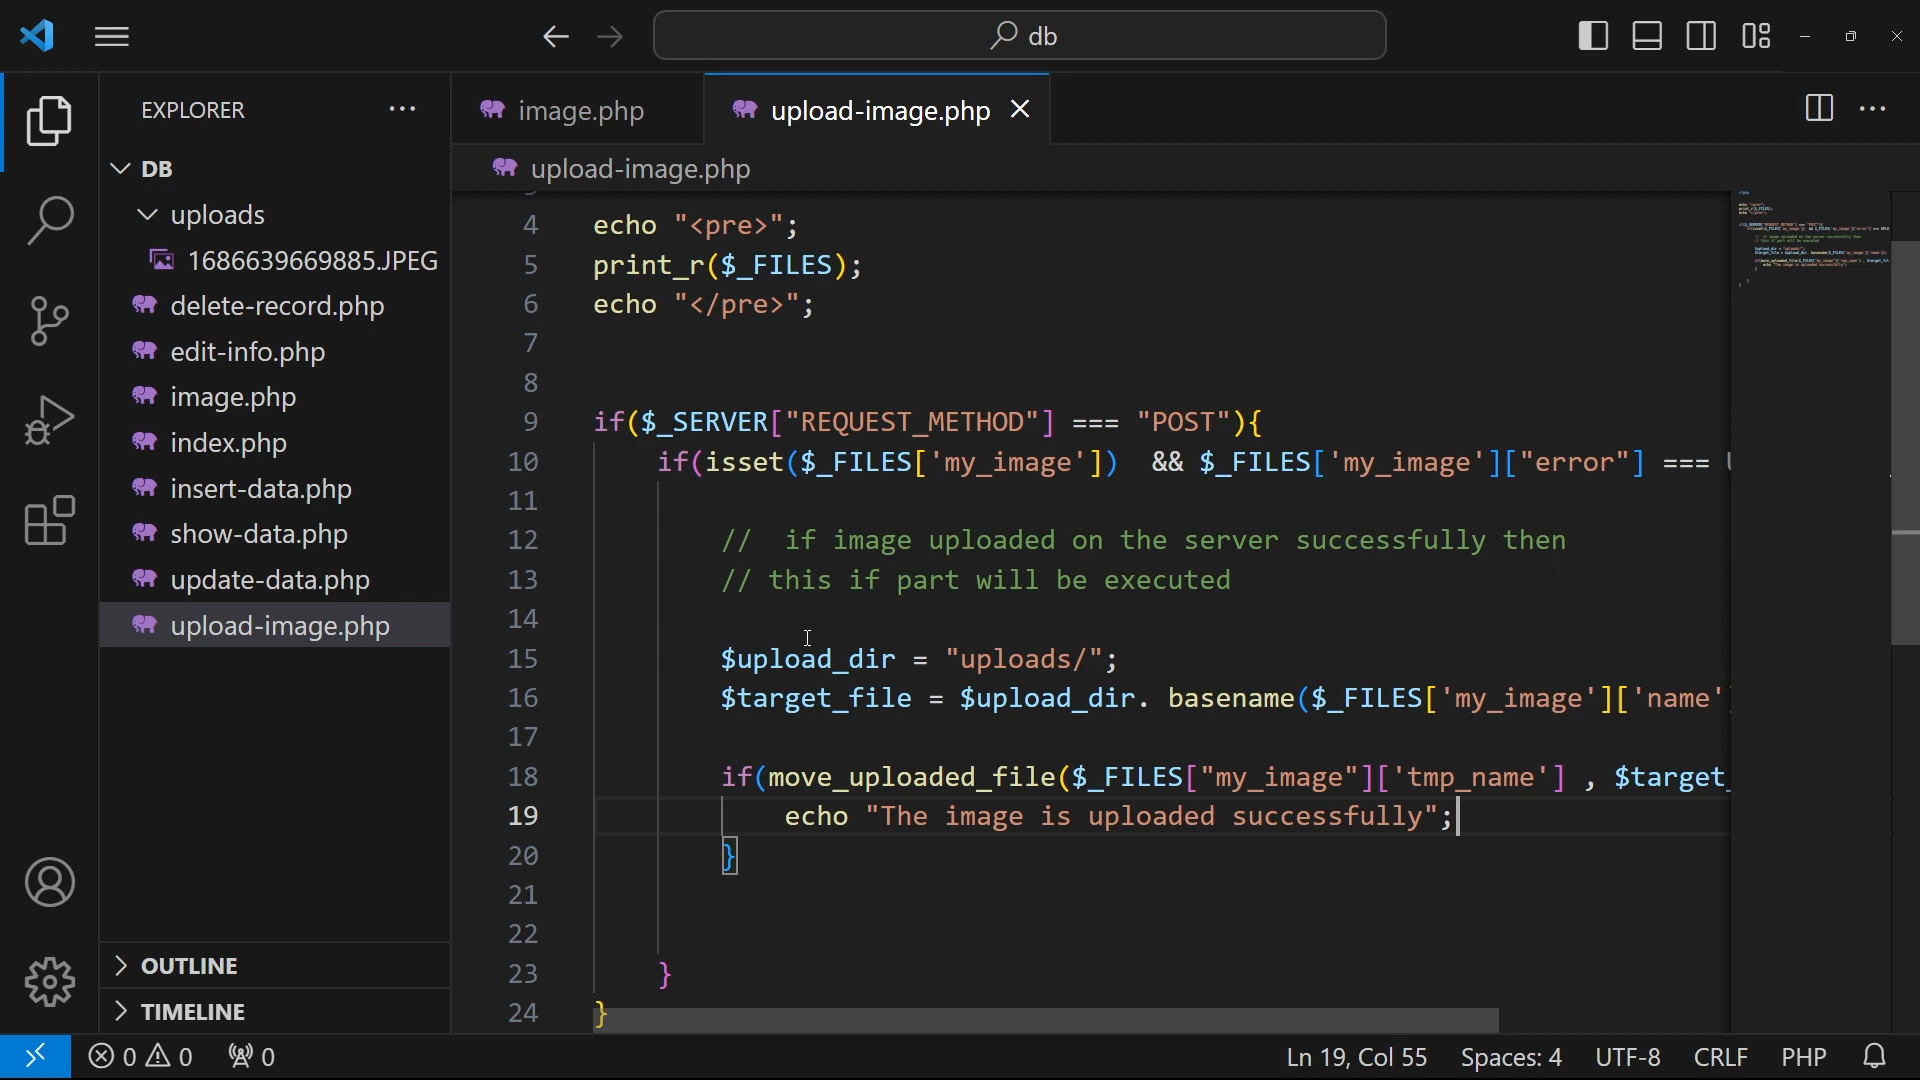 db
EXPLORER
DB
uploads
1686639669885.JPEG
delete-record.php
edit-info.php
image.php
index.php
insert-data.php
show-data.php
update-data.php
upload-image.php
OUTLINE
TIMELINE
image.php
upload-image.php
upload-image.php
4 echo "<pre>";
5 print_r($_FILES);
6 echo "</pre>";
7
8
9 if($_SERVER["REQUEST_METHOD"] === "POST"){
10 if(isset($_FILES['my_image']) && $_FILES['my_image']["error"] ===
11
12 // if image uploaded on the server successfully then
13 // this if part will be executed
14
15 $upload_dir = "uploads/";
16 $target_file = $upload_dir. basename($_FILES['my_image']['name'
17
18 if(move_uploaded_file($_FILES["my_image"]['tmp_name'] , $target_
19 echo "The image is uploaded successfully";
20 }
21
22
23 }
24 }
0 0 0
Ln 19, Col 55 Spaces: 4 UTF-8 CRLF PHP